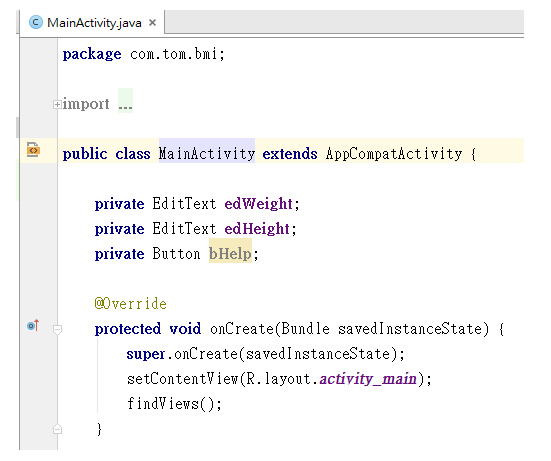 MainActivity.java
package com.tom.bmi;
import ...
public class MainActivity extends AppCompatActivity {
private EditText edWeight;
private EditText edHeight;
private Button bHelp;
@Override
protected void onCreate(Bundle savedInstanceState) {
super.onCreate(savedInstanceState);
setContentView(R.layout.activity_main);
findViews();
}